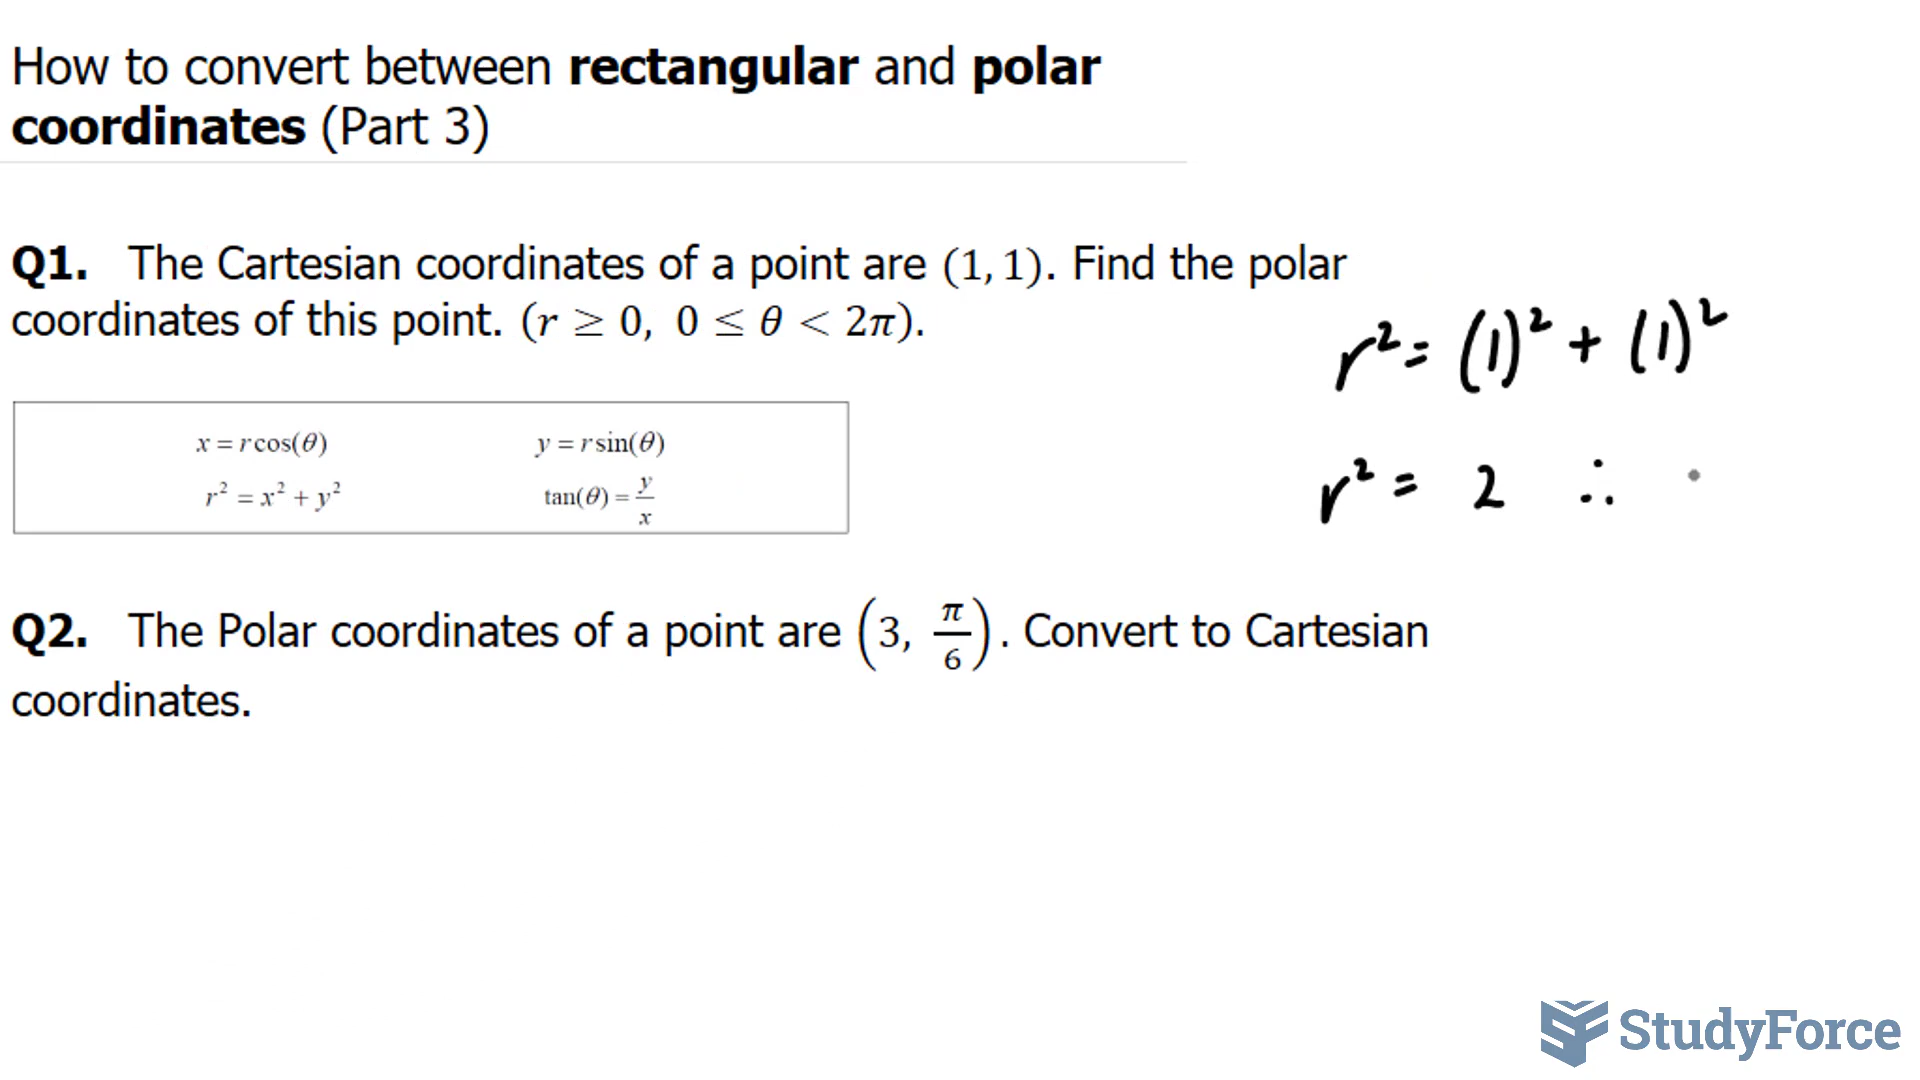 How to convert between rectangular and polar
coordinates (Part 3)
Q1. The Cartesian coordinates of a point are (1, 1). Find the polar
coordinates of this point. (r ≥ 0, 0 ≤ θ < 2π).
r² = (1)² + (1)²
x = r cos(θ) y = r sin(θ)
r² = x² + y² tan(θ) = y/x
r² = 2 ∴
Q2. The Polar coordinates of a point are (3, π/6). Convert to Cartesian
coordinates.
StudyForce